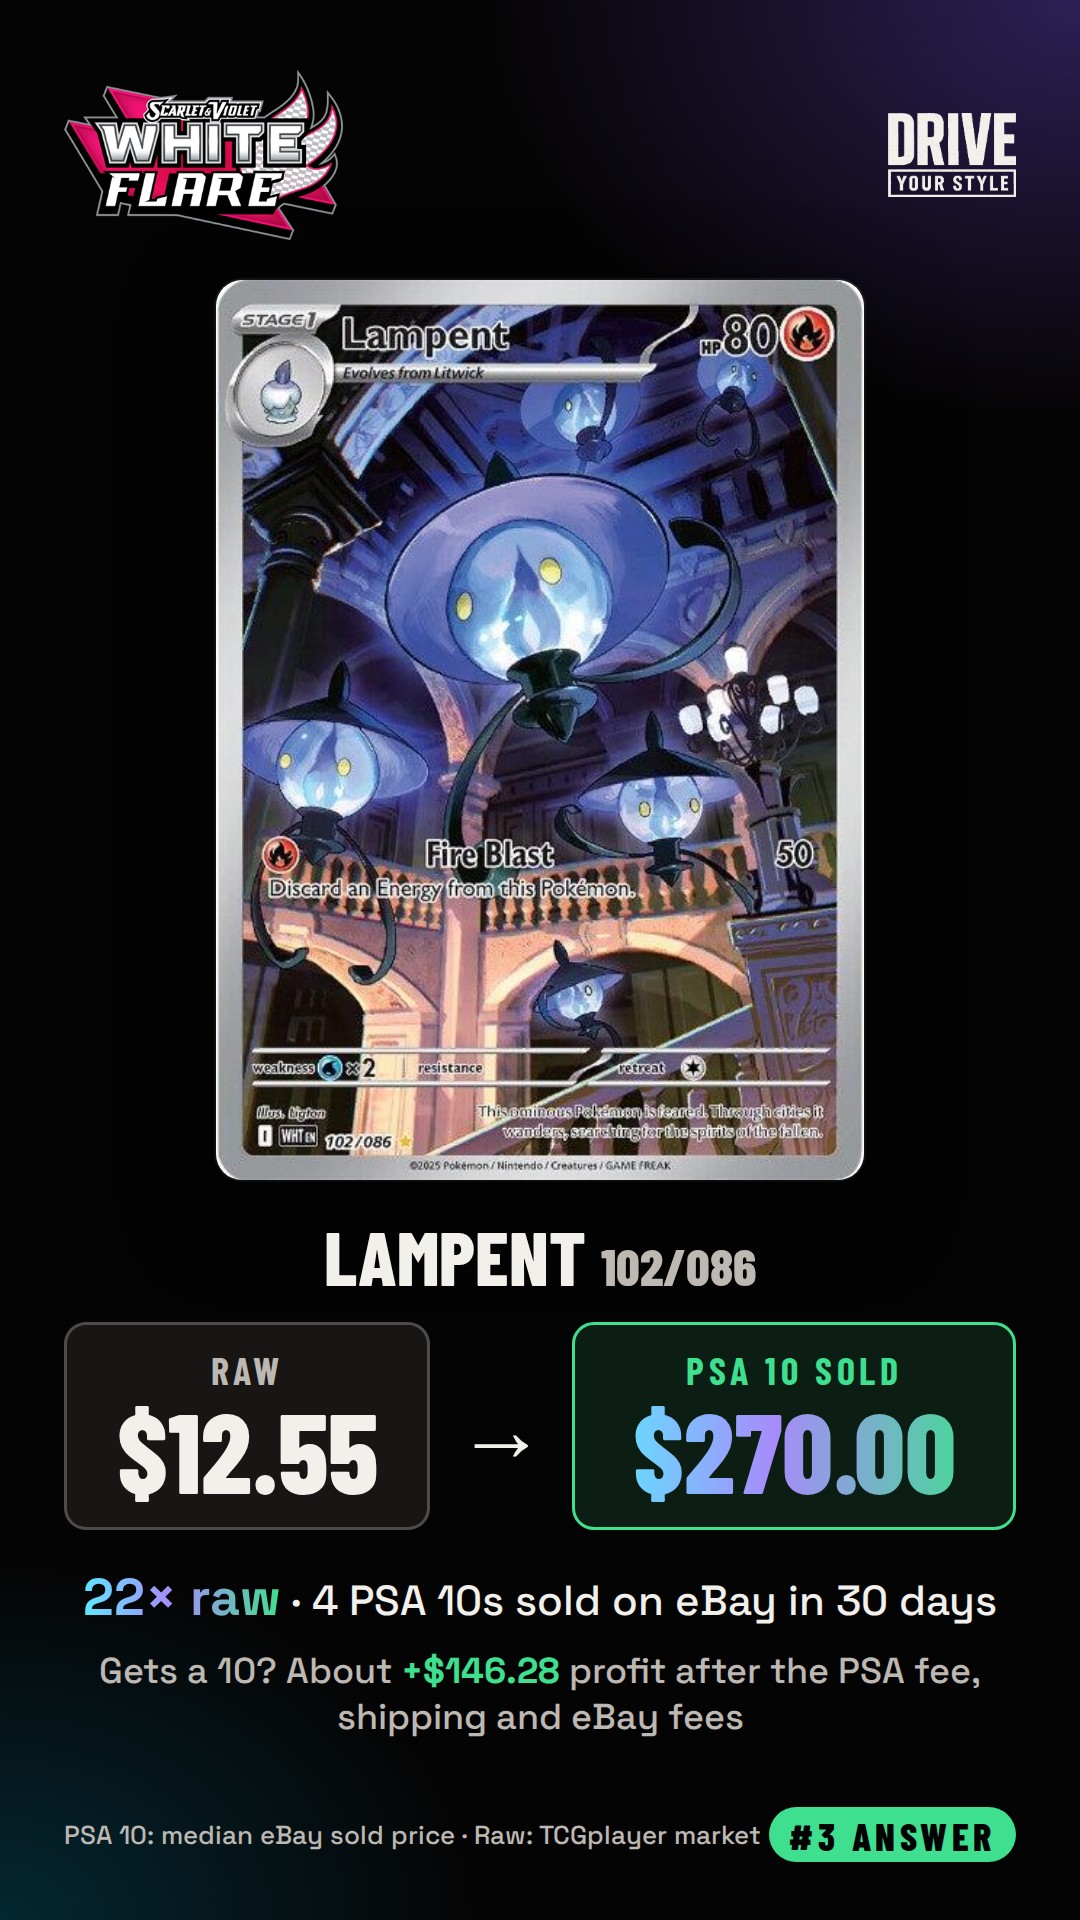 SCARLET & VIOLET
WHITE
FLARE
DRIVE
YOUR STYLE
STAGE 1
Lampent
HP 80
Evolves from Litwick
Fire Blast 50
Discard an Energy from this Pokémon.
weakness ×2 resistance retreat
Illus. Ligton
This ominous Pokémon is feared. Through cities it
wanders, searching for the spirits of the fallen.
I WHT EN 102/086
©2025 Pokémon / Nintendo / Creatures / GAME FREAK
LAMPENT 102/086
RAW
$12.55
→
PSA 10 SOLD
$270.00
22× raw · 4 PSA 10s sold on eBay in 30 days
Gets a 10? About +$146.28 profit after the PSA fee,
shipping and eBay fees
PSA 10: median eBay sold price · Raw: TCGplayer market
#3 ANSWER